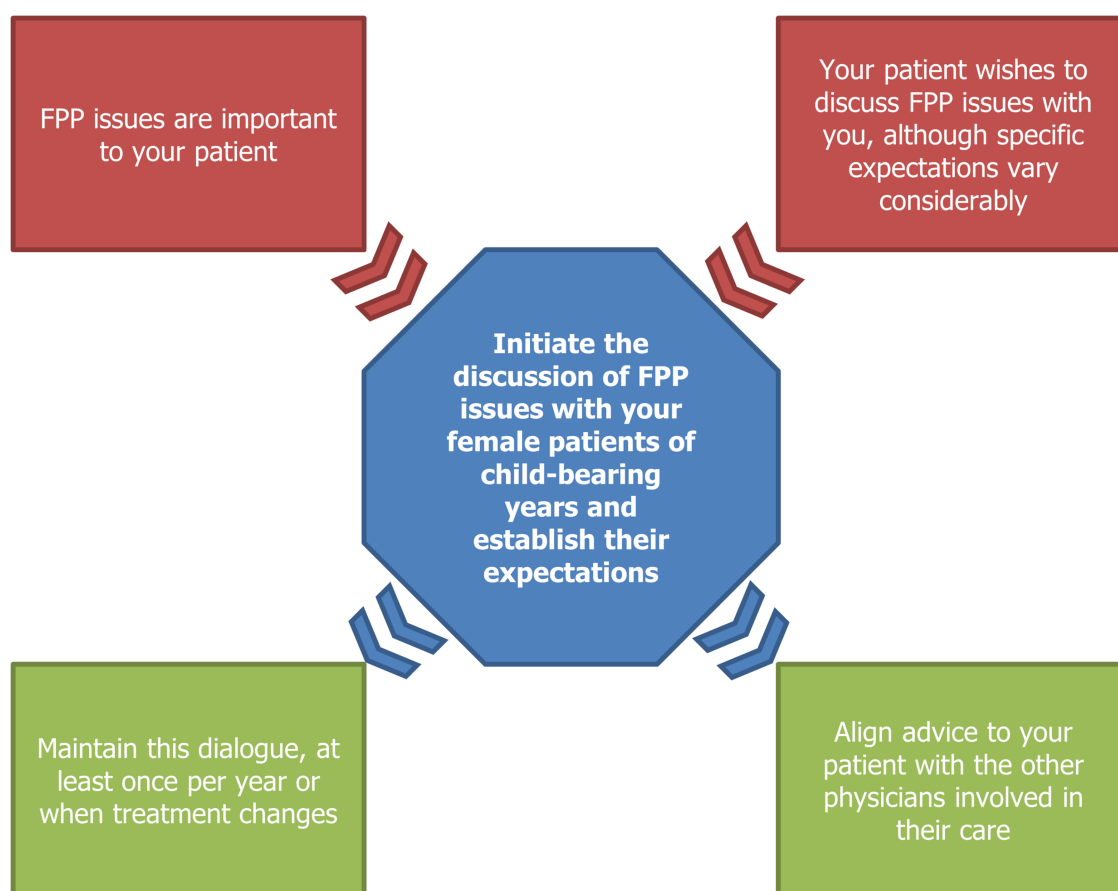 FPP issues are important
to your patient
Your patient wishes to
discuss FPP issues with
you, although specific
expectations vary
considerably
Initiate the
discussion of FPP
issues with your
female patients of
child-bearing
years and
establish their
expectations
Maintain this dialogue, at
least once per year or
when treatment changes
Align advice to your
patient with the other
physicians involved in
their care